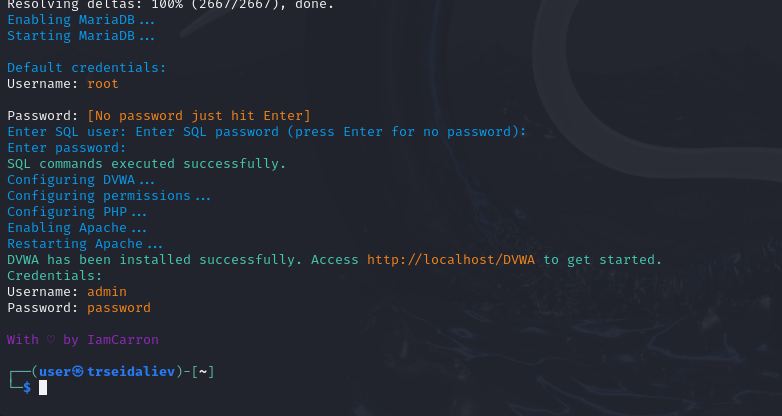 Resolving deltas: 100% (2667/2667), done.
Enabling MariaDB...
Starting MariaDB...
Default credentials:
Username: root
Password: [No password just hit Enter]
Enter SQL user: Enter SQL password (press Enter for no password):
Enter password:
SQL commands executed successfully.
Configuring DVWA...
Configuring permissions...
Configuring PHP...
Enabling Apache...
Restarting Apache...
DVWA has been installed successfully. Access http://localhost/DVWA to get started.
Credentials:
Username: admin
Password: password
With ♡ by IamCarron
┌──(user㉿trseidaliev)-[~]
└─$